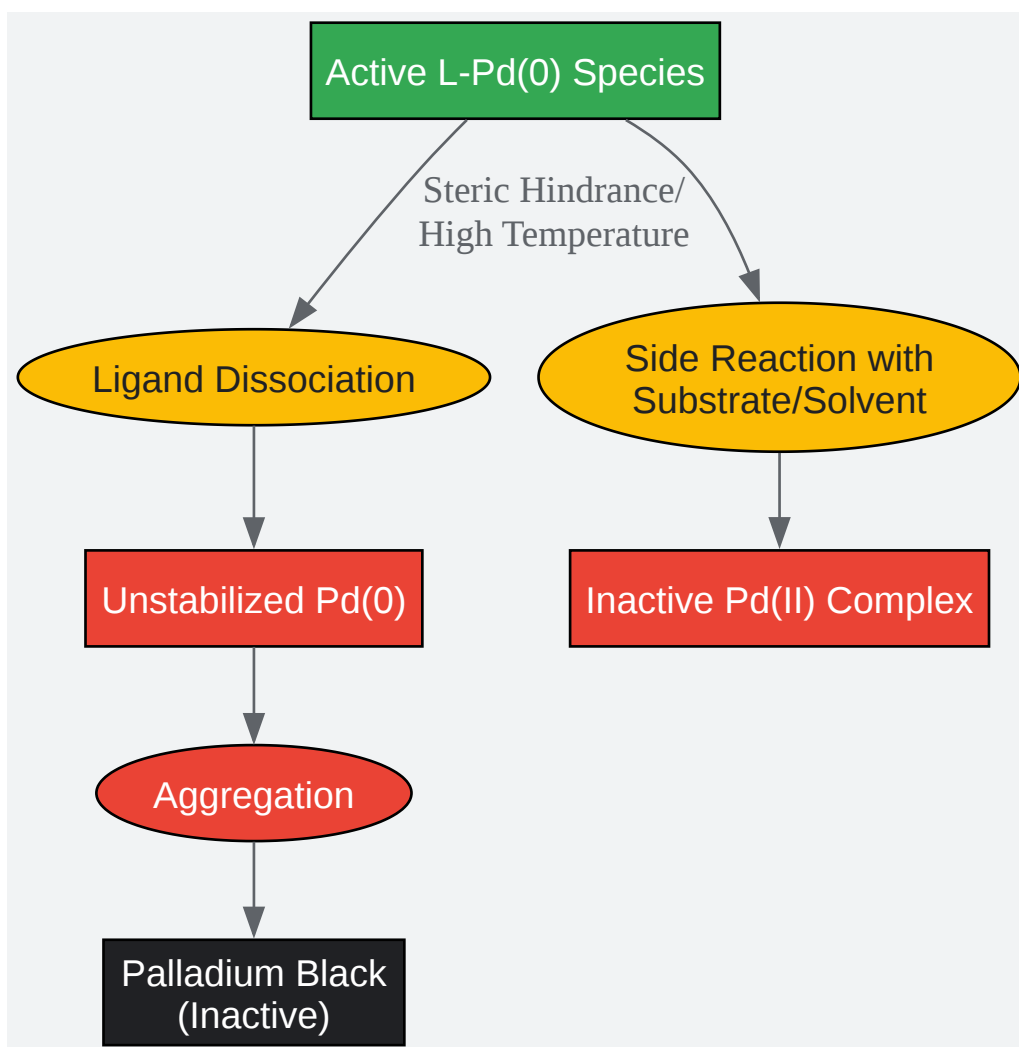 Active L-Pd(0) Species
Steric Hindrance/
High Temperature
Ligand Dissociation
Side Reaction with
Substrate/Solvent
Unstabilized Pd(0)
Inactive Pd(II) Complex
Aggregation
Palladium Black
(Inactive)